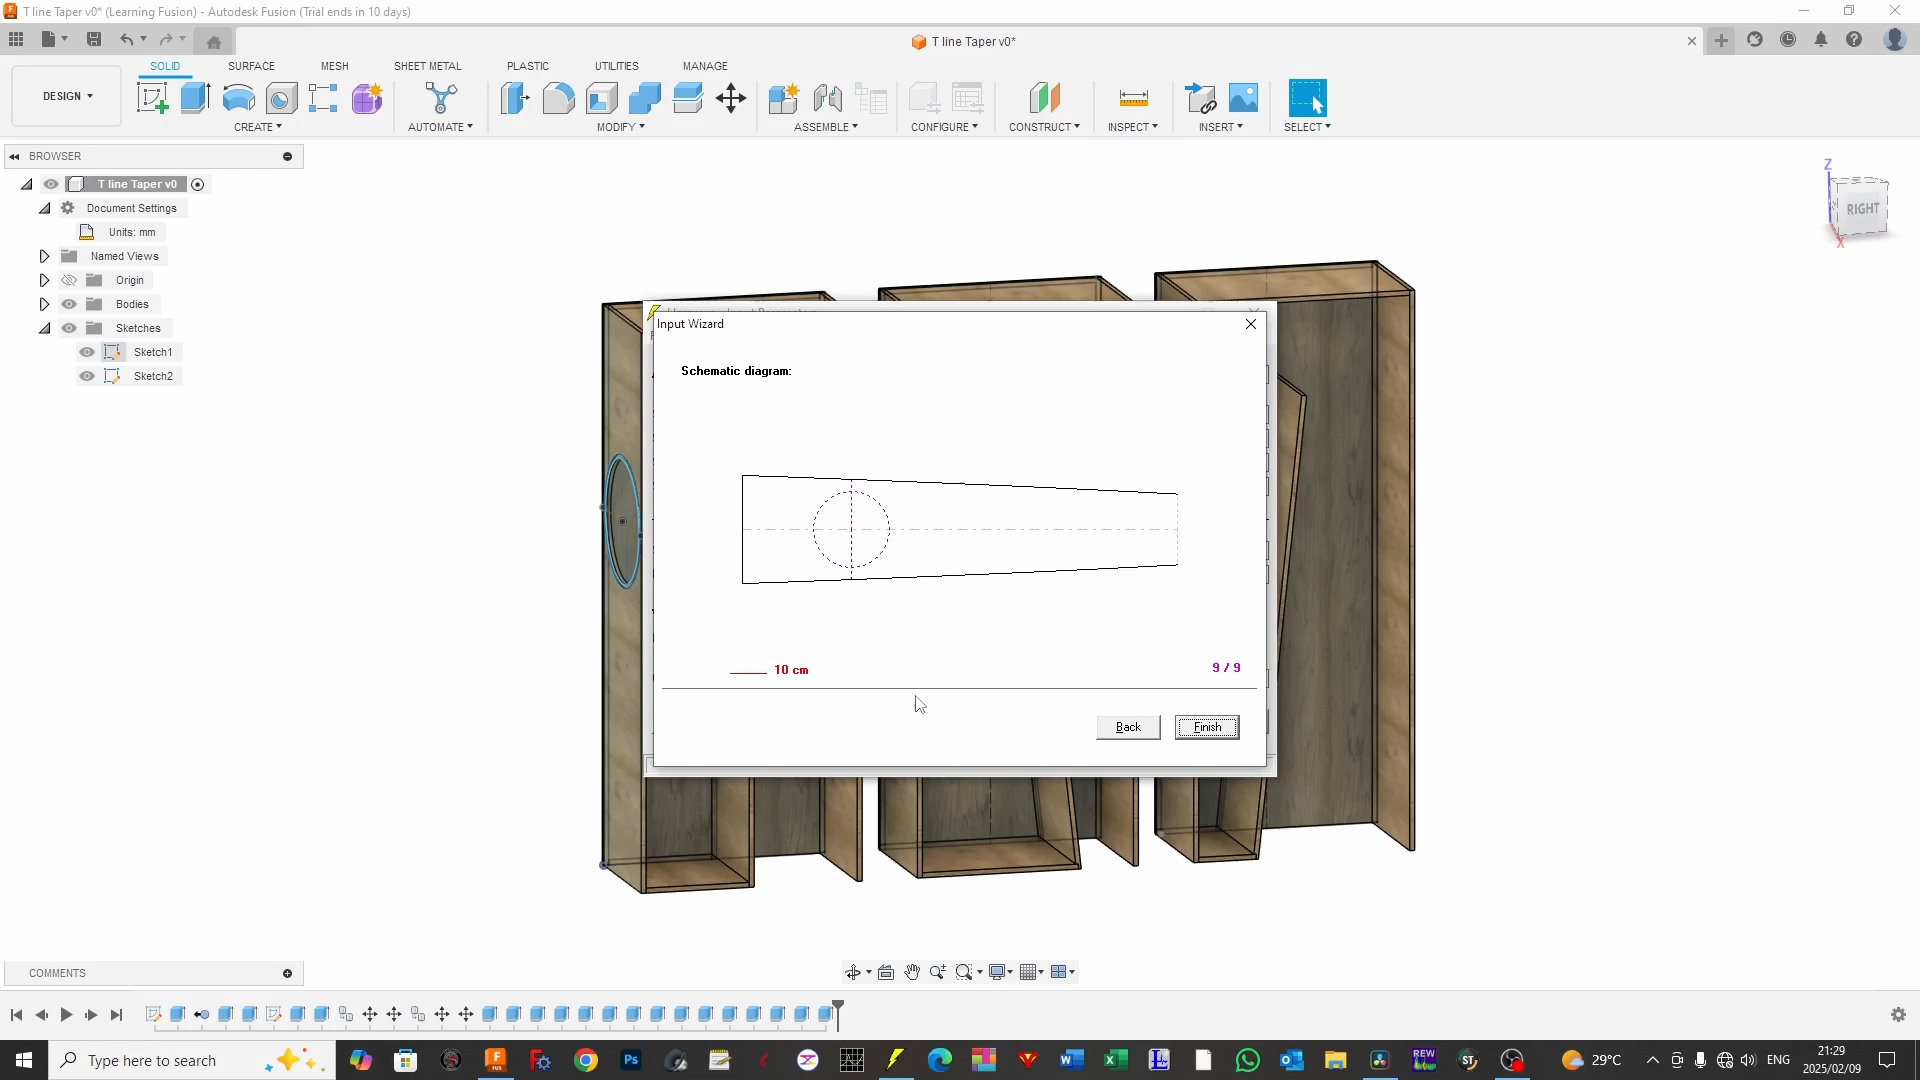 T line Taper v0* (Learning Fusion) - Autodesk Fusion (Trial ends in 10 days)
T line Taper v0*
SOLID SURFACE MESH SHEET METAL PLASTIC UTILITIES MANAGE
DESIGN
CREATE AUTOMATE MODIFY ASSEMBLE CONFIGURE CONSTRUCT INSPECT INSERT SELECT
BROWSER
T line Taper v0
Document Settings
Units: mm
Named Views
Origin
Bodies
Sketches
Sketch1
Sketch2
Z
RIGHT
X
Input Wizard
Schematic diagram:
10 cm
9 / 9
Back
Finish
COMMENTS
Type here to search
29°C
ENG
21:29
2025/02/09